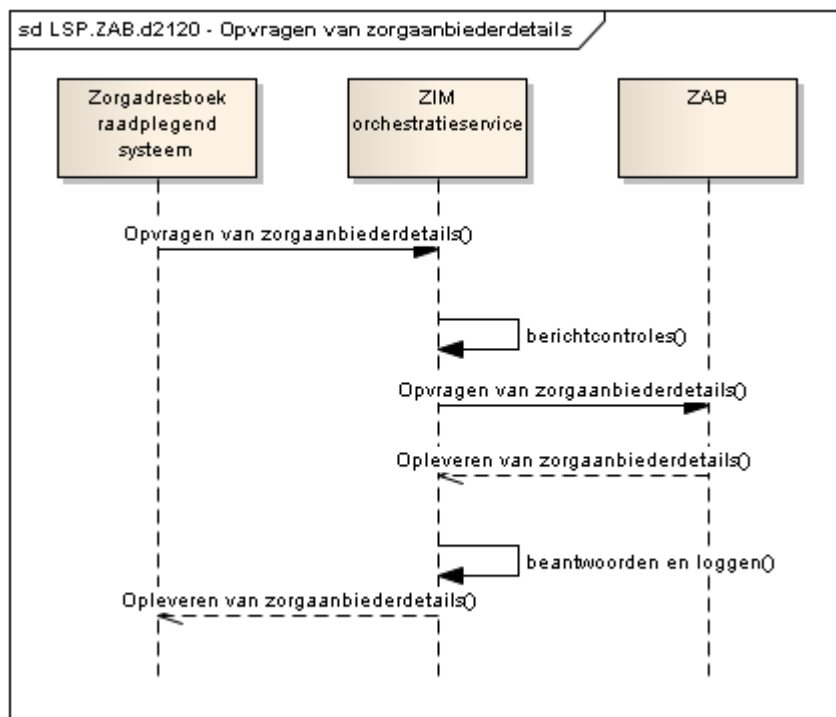 sd LSP.ZAB.d2120 - Opvragen van zorgaanbiederdetails
Zorgadresboek
raadplegend
systeem
ZIM
orchestratieservice
ZAB
Opvragen van zorgaanbiederdetails()
berichtcontroles()
Opvragen van zorgaanbiederdetails()
Opleveren van zorgaanbiederdetails()
beantwoorden en loggen()
Opleveren van zorgaanbiederdetails()